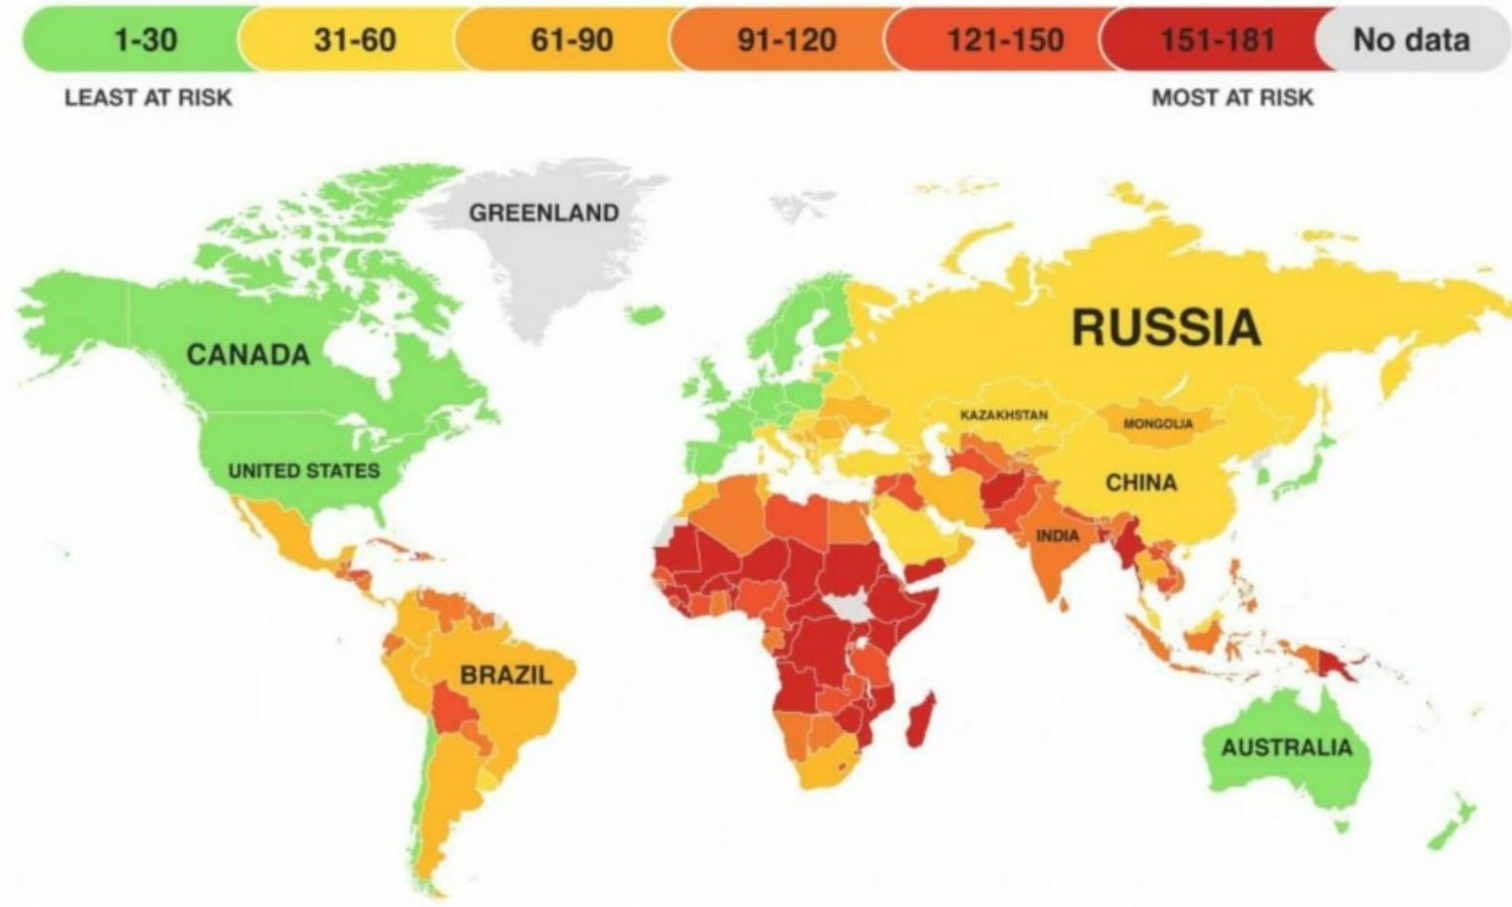 1-30 31-60 61-90 91-120 121-150 151-181 No data
LEAST AT RISK MOST AT RISK
GREENLAND
RUSSIA
CANADA
KAZAKHSTAN
MONGOLIA
UNITED STATES
CHINA
INDIA
BRAZIL
AUSTRALIA